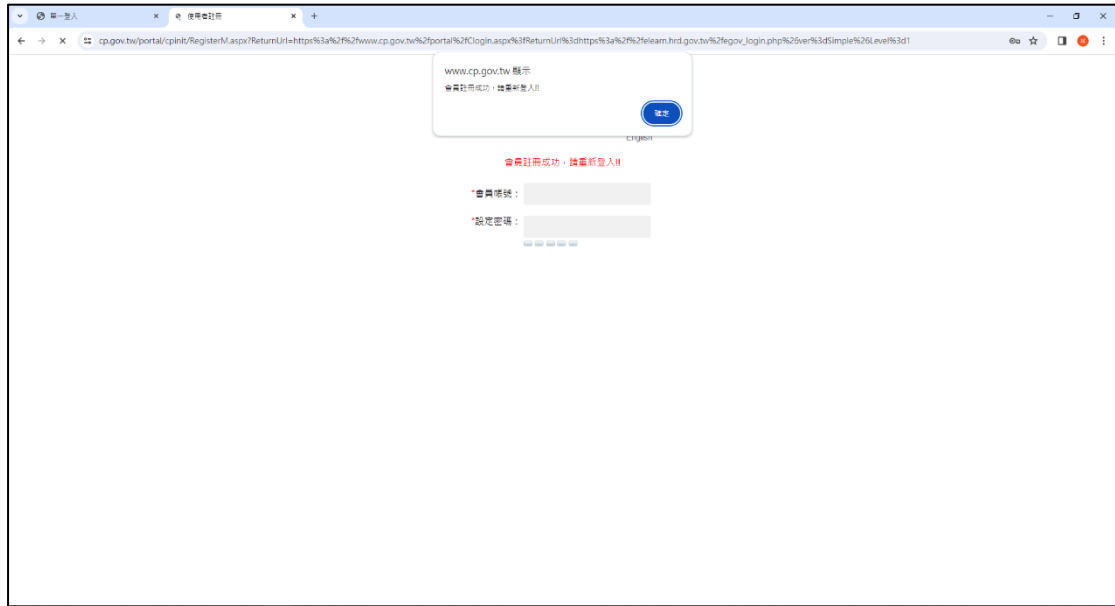 單一登入
使用者註冊
cp.gov.tw/portal/cpinit/RegisterM.aspx?ReturnUrl=https%3a%2f%2fwww.cp.gov.tw%2fportal%2fClogin.aspx%3fReturnUrl%3dhttps%3a%2f%2felearn.hrd.gov.tw%2fegov_login.php%26ver%3dSimple%26Level%3d1
www.cp.gov.tw 顯示
會員註冊成功，請重新登入!!
確定
English
會員註冊成功，請重新登入!!
*會員帳號：
*設定密碼：